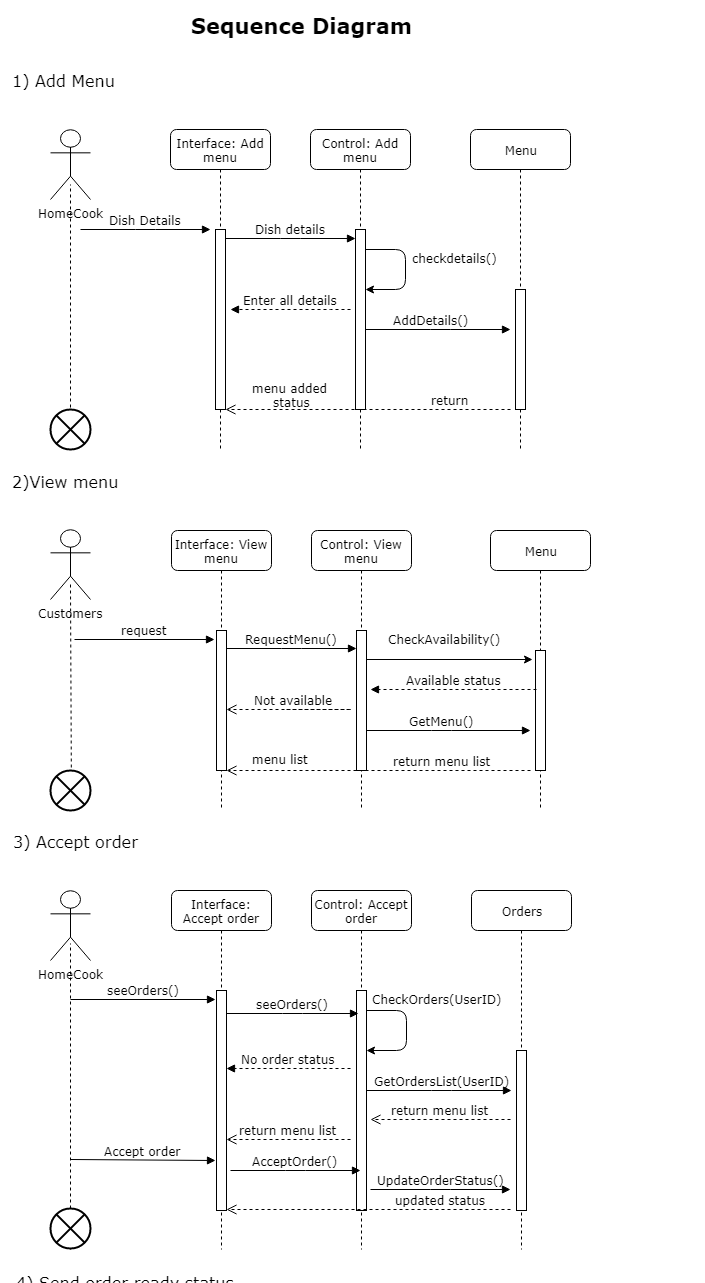 Sequence Diagram
1) Add Menu
Interface: Add
menu
Control: Add
menu
Menu
HomeCook
Dish Details
Dish details
checkdetails()
Enter all details
AddDetails()
menu added
status
return
2)View menu
Interface: View
menu
Control: View
menu
Menu
Customers
request
RequestMenu()
CheckAvailability()
Available status
Not available
GetMenu()
menu list
return menu list
3) Accept order
Interface:
Accept order
Control: Accept
order
Orders
HomeCook
seeOrders()
seeOrders()
CheckOrders(UserID)
No order status
GetOrdersList(UserID)
return menu list
return menu list
Accept order
AcceptOrder()
UpdateOrderStatus()
updated status
4) Send order ready status